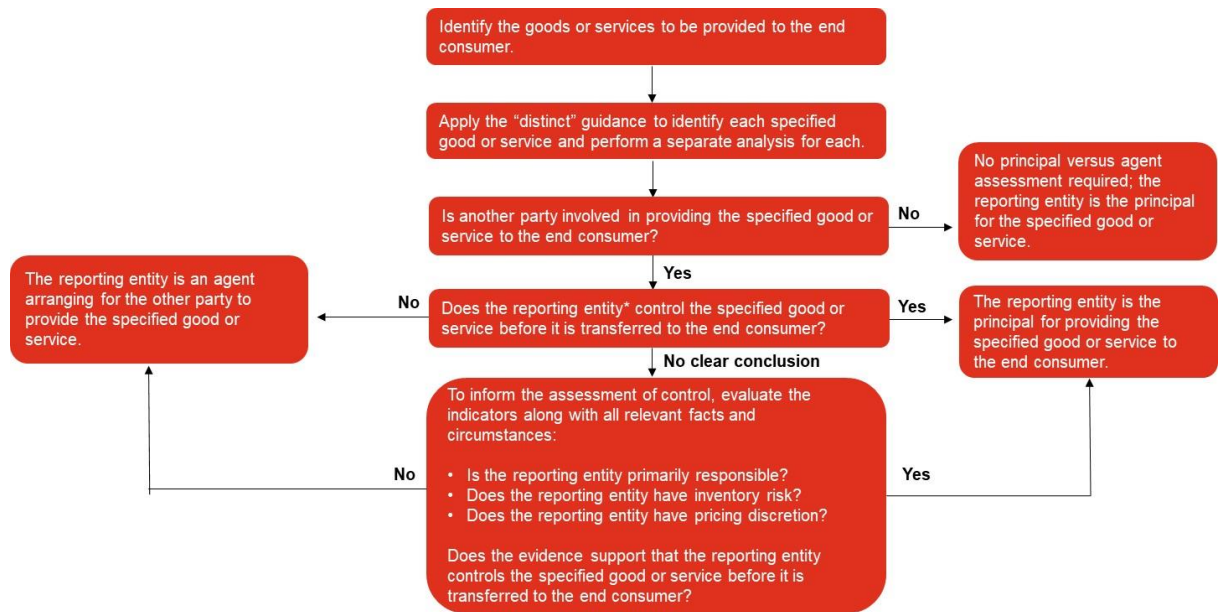 Identify the goods or services to be provided to the end
consumer.
Apply the “distinct” guidance to identify each specified
good or service and perform a separate analysis for each.
No principal versus agent
assessment required; the
reporting entity is the principal
for the specified good or
service.
Is another party involved in providing the specified good or
service to the end consumer?
No
Yes
The reporting entity is an agent
arranging for the other party to
provide the specified good or
service.
No
Does the reporting entity* control the specified good or
service before it is transferred to the end consumer?
Yes
The reporting entity is the
principal for providing the
specified good or service to
the end consumer.
No clear conclusion
To inform the assessment of control, evaluate the
indicators along with all relevant facts and
circumstances:
• Is the reporting entity primarily responsible?
• Does the reporting entity have inventory risk?
• Does the reporting entity have pricing discretion?
Does the evidence support that the reporting entity
controls the specified good or service before it is
transferred to the end consumer?
No
Yes